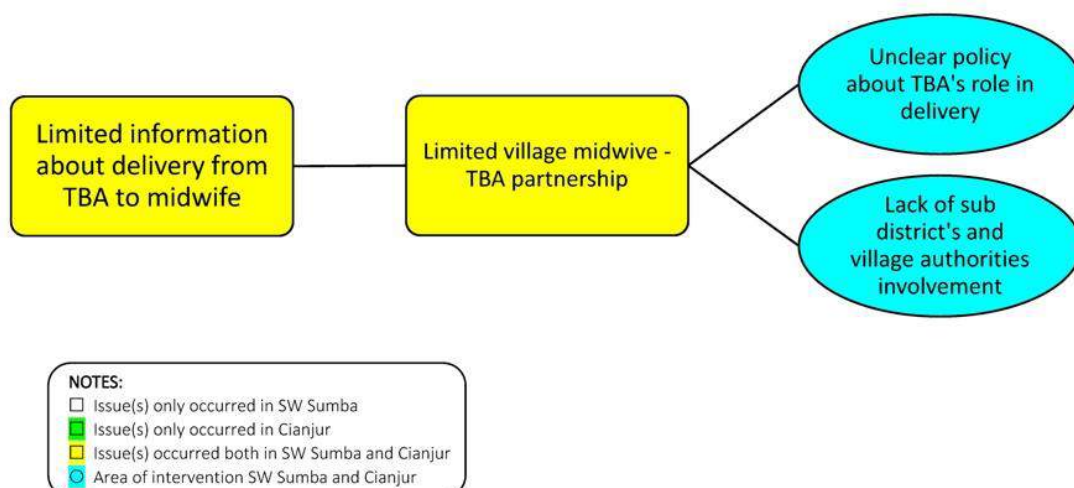 Limited information
about delivery from
TBA to midwife
Limited village midwive -
TBA partnership
Unclear policy
about TBA's role in
delivery
Lack of sub
district's and
village authorities
involvement
NOTES:
Issue(s) only occurred in SW Sumba
Issue(s) only occurred in Cianjur
Issue(s) occurred both in SW Sumba and Cianjur
Area of intervention SW Sumba and Cianjur